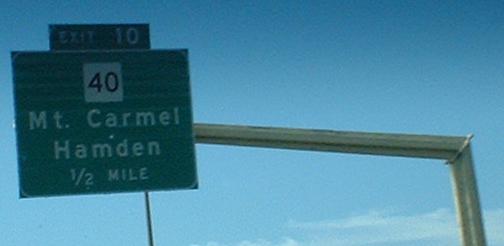 EXIT 10
40
Mt. Carmel
Hamden
1/2 MILE